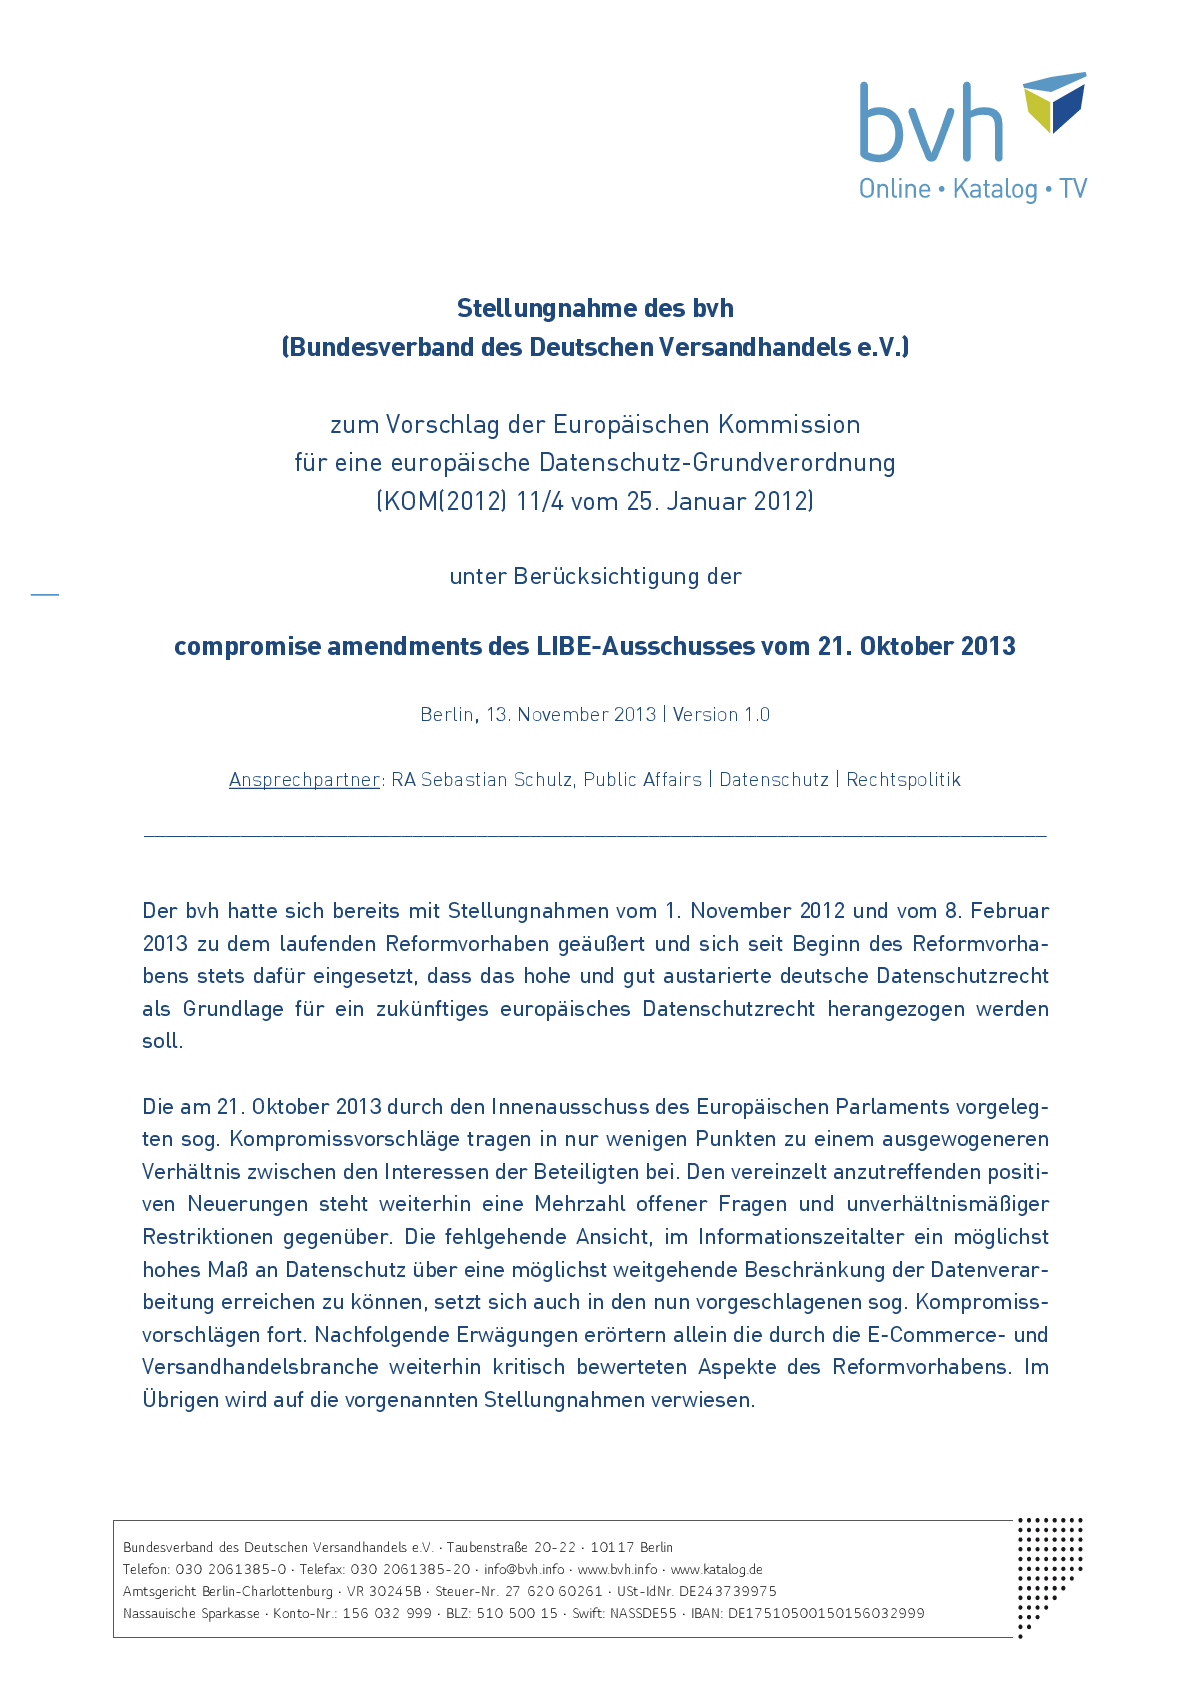 bvh
Online • Katalog • TV
Stellungnahme des bvh
(Bundesverband des Deutschen Versandhandels e.V.)
zum Vorschlag der Europäischen Kommission
für eine europäische Datenschutz-Grundverordnung
(KOM(2012) 11/4 vom 25. Januar 2012)
unter Berücksichtigung der
compromise amendments des LIBE-Ausschusses vom 21. Oktober 2013
Berlin, 13. November 2013 | Version 1.0
Ansprechpartner: RA Sebastian Schulz, Public Affairs | Datenschutz | Rechtspolitik
Der bvh hatte sich bereits mit Stellungnahmen vom 1. November 2012 und vom 8. Februar
2013 zu dem laufenden Reformvorhaben geäußert und sich seit Beginn des Reformvorha-
bens stets dafür eingesetzt, dass das hohe und gut austarierte deutsche Datenschutzrecht
als Grundlage für ein zukünftiges europäisches Datenschutzrecht herangezogen werden
soll.
Die am 21. Oktober 2013 durch den Innenausschuss des Europäischen Parlaments vorgeleg-
ten sog. Kompromissvorschläge tragen in nur wenigen Punkten zu einem ausgewogeneren
Verhältnis zwischen den Interessen der Beteiligten bei. Den vereinzelt anzutreffenden positi-
ven Neuerungen steht weiterhin eine Mehrzahl offener Fragen und unverhältnismäßiger
Restriktionen gegenüber. Die fehlgehende Ansicht, im Informationszeitalter ein möglichst
hohes Maß an Datenschutz über eine möglichst weitgehende Beschränkung der Datenverar-
beitung erreichen zu können, setzt sich auch in den nun vorgeschlagenen sog. Kompromiss-
vorschlägen fort. Nachfolgende Erwägungen erörtern allein die durch die E-Commerce- und
Versandhandelsbranche weiterhin kritisch bewerteten Aspekte des Reformvorhabens. Im
Übrigen wird auf die vorgenannten Stellungnahmen verwiesen.
Bundesverband des Deutschen Versandhandels e.V. · Taubenstraße 20-22 · 10117 Berlin
Telefon: 030 2061385-0 · Telefax: 030 2061385-20 · info@bvh.info · www.bvh.info · www.katalog.de
Amtsgericht Berlin-Charlottenburg · VR 30245B · Steuer-Nr. 27 620 60261 · USt-IdNr. DE243739975
Nassauische Sparkasse · Konto-Nr.: 156 032 999 · BLZ: 510 500 15 · Swift: NASSDE55 · IBAN: DE17510500150156032999